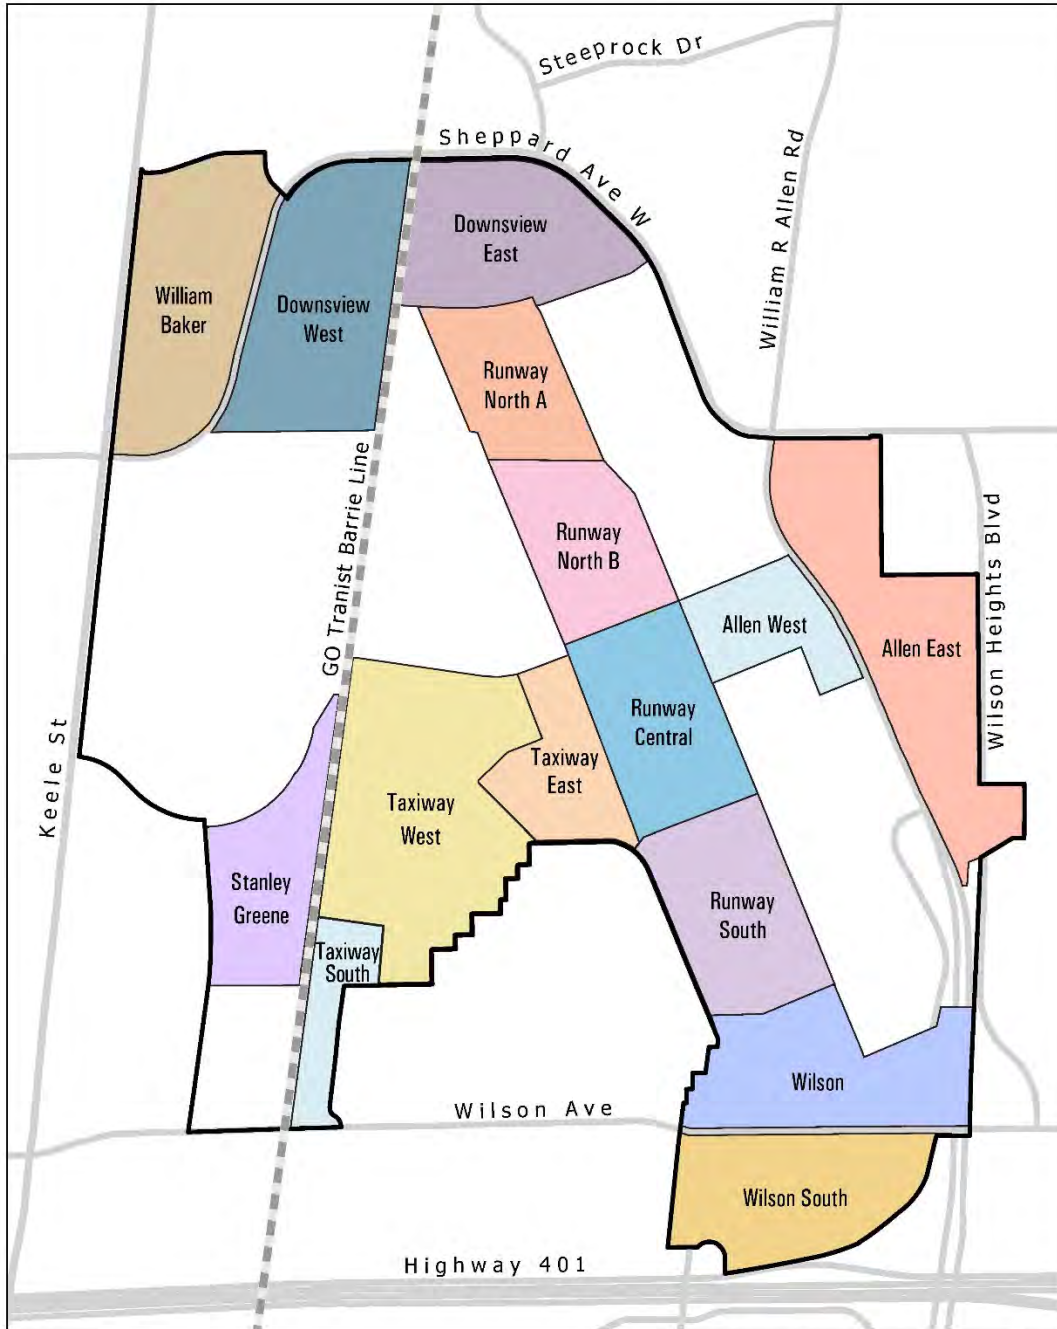 Steeprock Dr
Sheppard Ave W
William R Allen Rd
Downsview
East
William
Baker
Downsview
West
Runway
North A
GO Tranist Barrie Line
Runway
North B
Wilson Heights Blvd
Allen West
Allen East
Keele St
Runway
Central
Taxiway
East
Taxiway
West
Stanley
Greene
Runway
South
Taxiway
South
Wilson
Wilson Ave
Wilson South
Highway 401